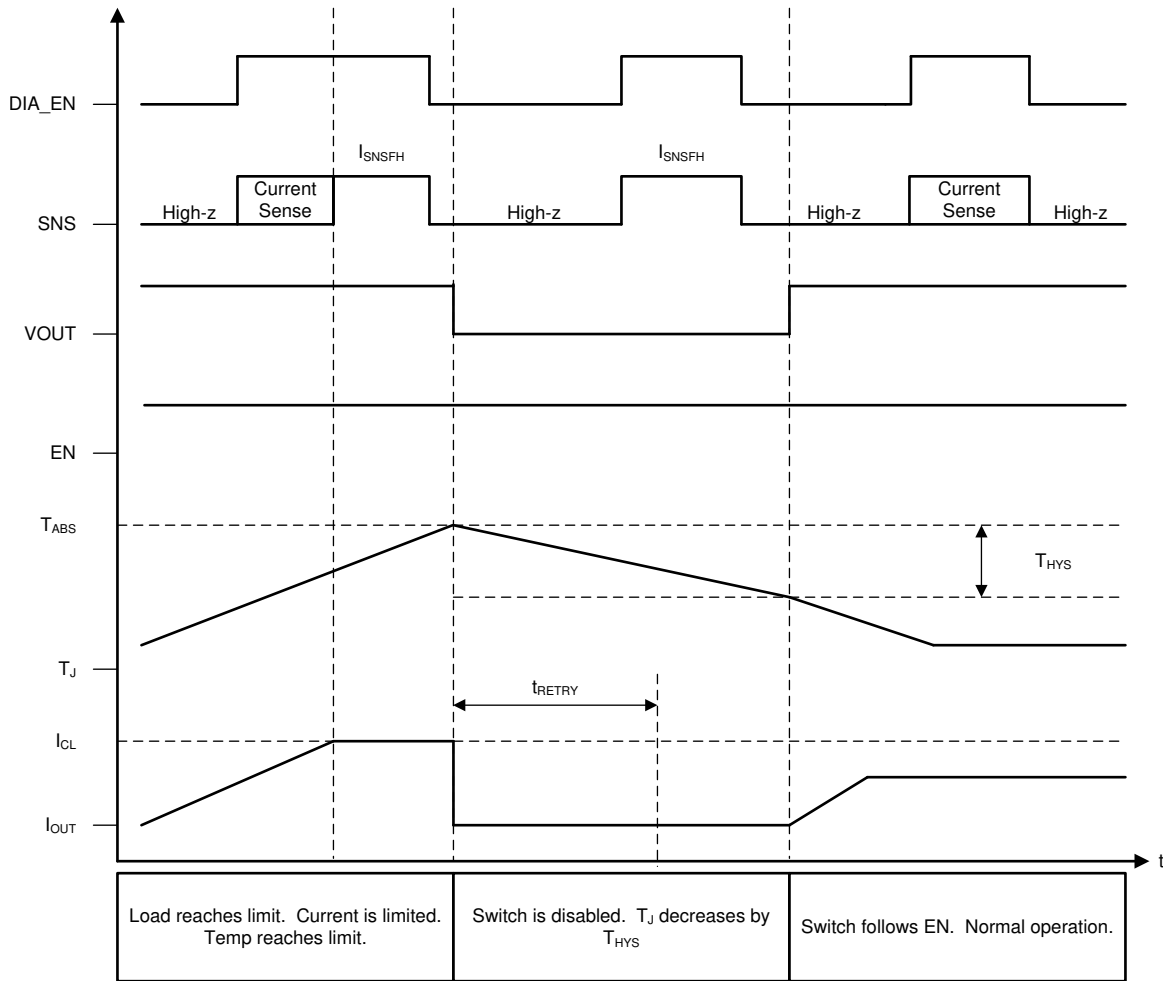 DIA_EN
I_SNSFH
I_SNSFH
Current
Sense
Current
Sense
High-z
High-z
High-z
High-z
SNS
VOUT
EN
T_ABS
T_HYS
T_J
t_RETRY
I_CL
I_OUT
t
Load reaches limit. Current is limited.
Temp reaches limit.
Switch is disabled. T_J decreases by
T_HYS
Switch follows EN. Normal operation.